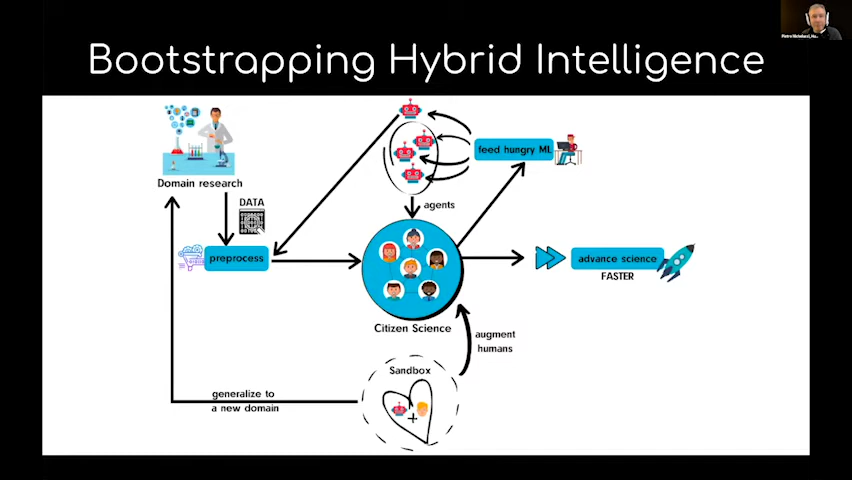 Bootstrapping Hybrid Intelligence
Domain research
DATA
preprocess
feed hungry ML
agents
Citizen Science
advance science
FASTER
augment
humans
Sandbox
+
generalize to
a new domain